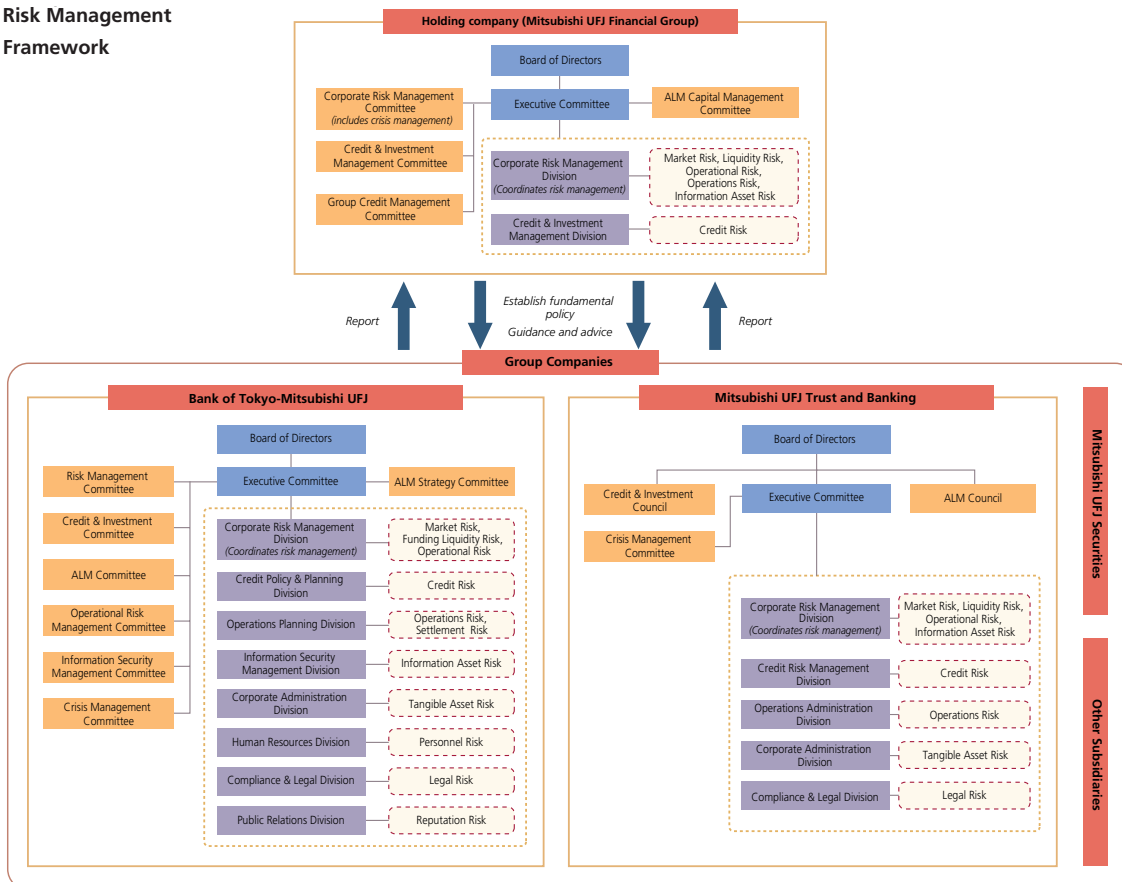 Risk Management
Framework
Holding company (Mitsubishi UFJ Financial Group)
Board of Directors
Corporate Risk Management
Committee
(includes crisis management)
Executive Committee
ALM Capital Management
Committee
Credit & Investment
Management Committee
Group Credit Management
Committee
Corporate Risk Management
Division
(Coordinates risk management)
Market Risk, Liquidity Risk,
Operational Risk,
Operations Risk,
Information Asset Risk
Credit & Investment
Management Division
Credit Risk
Report
Establish fundamental
policy
Guidance and advice
Report
Group Companies
Bank of Tokyo-Mitsubishi UFJ
Board of Directors
Risk Management
Committee
Executive Committee
ALM Strategy Committee
Credit & Investment
Committee
ALM Committee
Operational Risk
Management Committee
Information Security
Management Committee
Crisis Management
Committee
Corporate Risk Management
Division
(Coordinates risk management)
Market Risk,
Funding Liquidity Risk,
Operational Risk
Credit Policy & Planning
Division
Credit Risk
Operations Planning Division
Operations Risk,
Settlement Risk
Information Security
Management Division
Information Asset Risk
Corporate Administration
Division
Tangible Asset Risk
Human Resources Division
Personnel Risk
Compliance & Legal Division
Legal Risk
Public Relations Division
Reputation Risk
Mitsubishi UFJ Trust and Banking
Board of Directors
Credit & Investment
Council
Executive Committee
ALM Council
Crisis Management
Committee
Corporate Risk Management
Division
(Coordinates risk management)
Market Risk, Liquidity Risk,
Operational Risk,
Information Asset Risk
Credit Risk Management
Division
Credit Risk
Operations Administration
Division
Operations Risk
Corporate Administration
Division
Tangible Asset Risk
Compliance & Legal Division
Legal Risk
Mitsubishi UFJ Securities
Other Subsidiaries